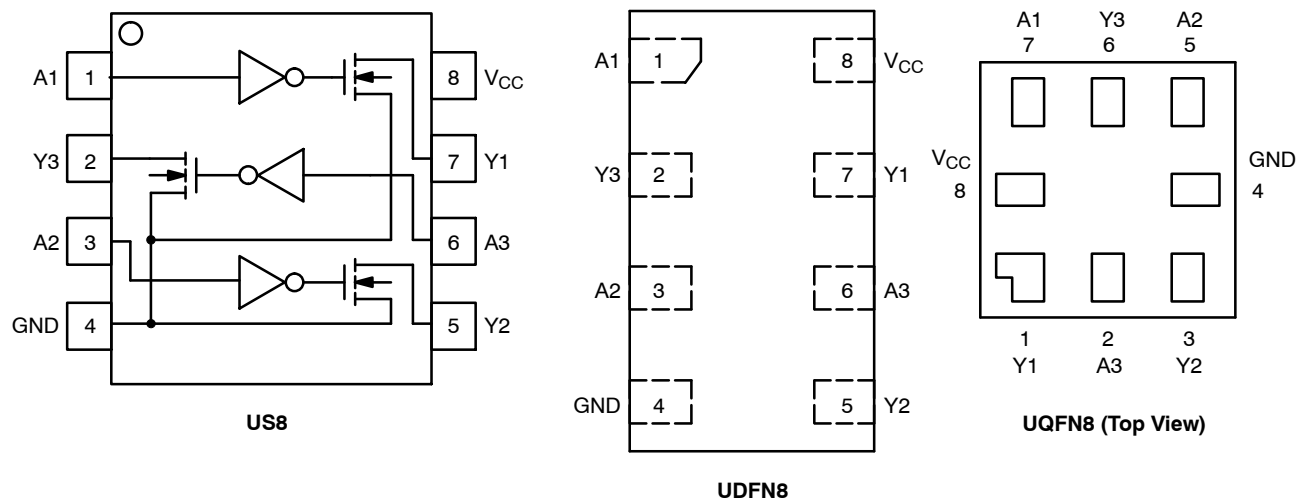 A1 1 8 VCC
Y3 2 7 Y1
A2 3 6 A3
GND 4 5 Y2
US8
A1 1 8 VCC
Y3 2 7 Y1
A2 3 6 A3
GND 4 5 Y2
UDFN8
A1 Y3 A2
7 6 5
VCC GND
8 4
1 2 3
Y1 A3 Y2
UQFN8 (Top View)